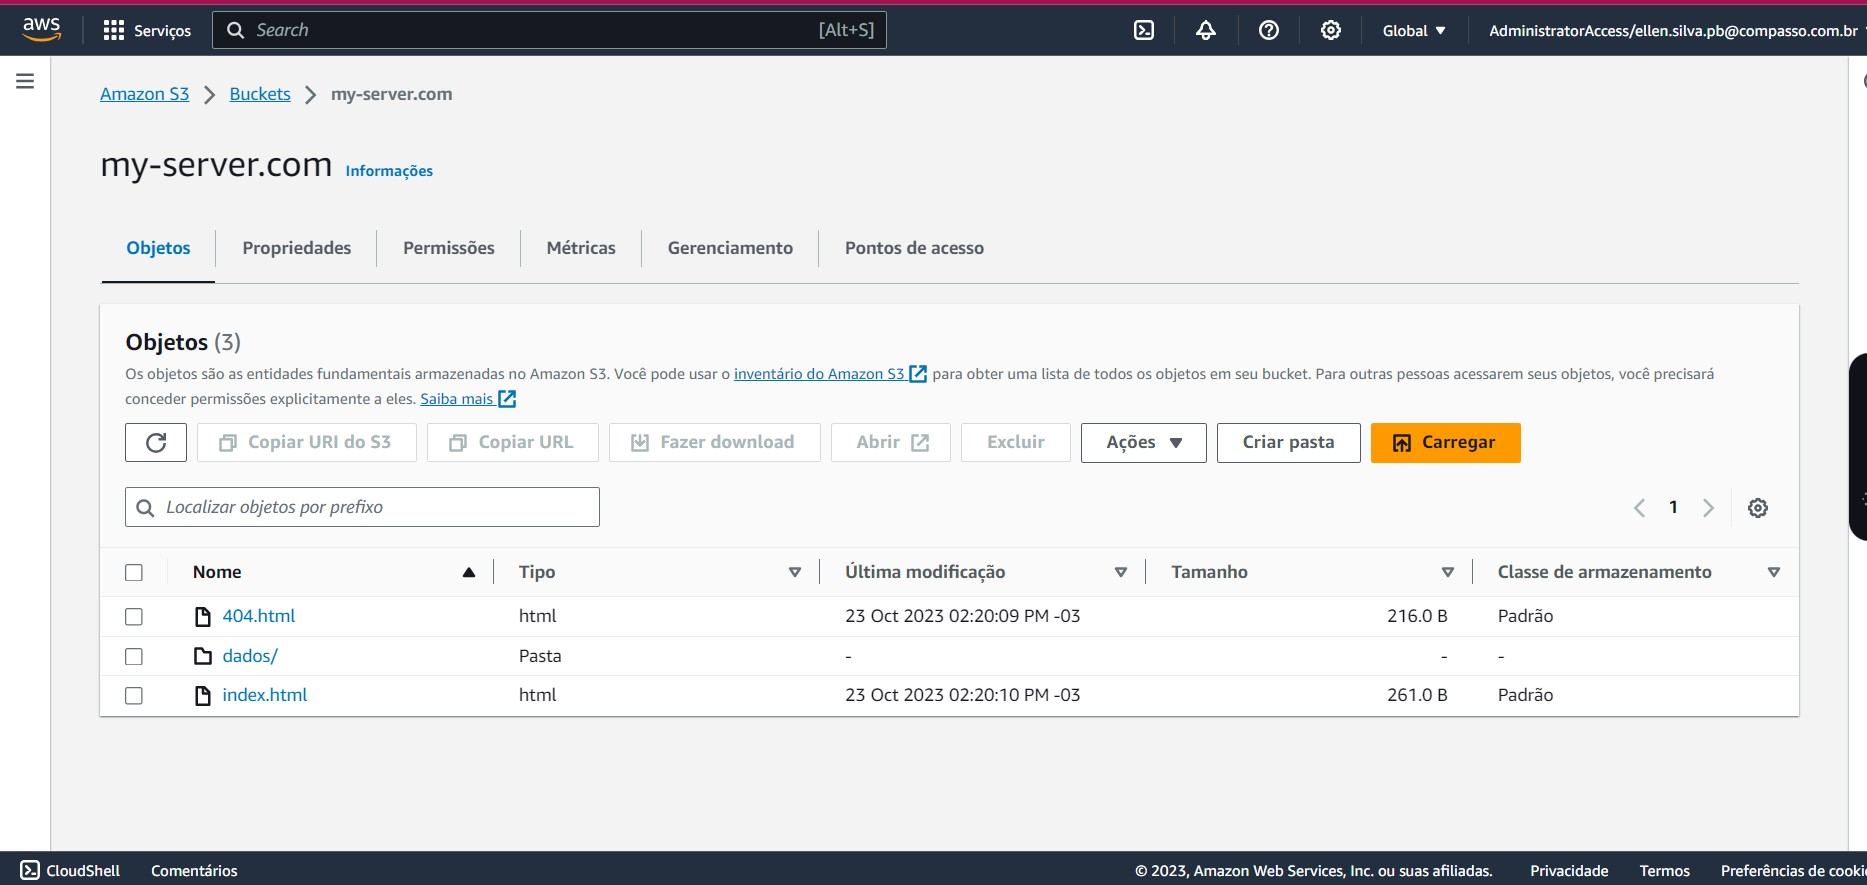 aws Serviços Search [Alt+S] Global AdministratorAccess/ellen.silva.pb@compasso.com.br
Amazon S3 Buckets my-server.com
my-server.com Informações
Objetos Propriedades Permissões Métricas Gerenciamento Pontos de acesso
Objetos (3)
Os objetos são as entidades fundamentais armazenadas no Amazon S3. Você pode usar o inventário do Amazon S3 para obter uma lista de todos os objetos em seu bucket. Para outras pessoas acessarem seus objetos, você precisará
conceder permissões explicitamente a eles. Saiba mais
Copiar URI do S3 Copiar URL Fazer download Abrir Excluir Ações Criar pasta Carregar
Localizar objetos por prefixo 1
Nome Tipo Última modificação Tamanho Classe de armazenamento
404.html html 23 Oct 2023 02:20:09 PM -03 216.0 B Padrão
dados/ Pasta - - -
index.html html 23 Oct 2023 02:20:10 PM -03 261.0 B Padrão
CloudShell Comentários © 2023, Amazon Web Services, Inc. ou suas afiliadas. Privacidade Termos Preferências de